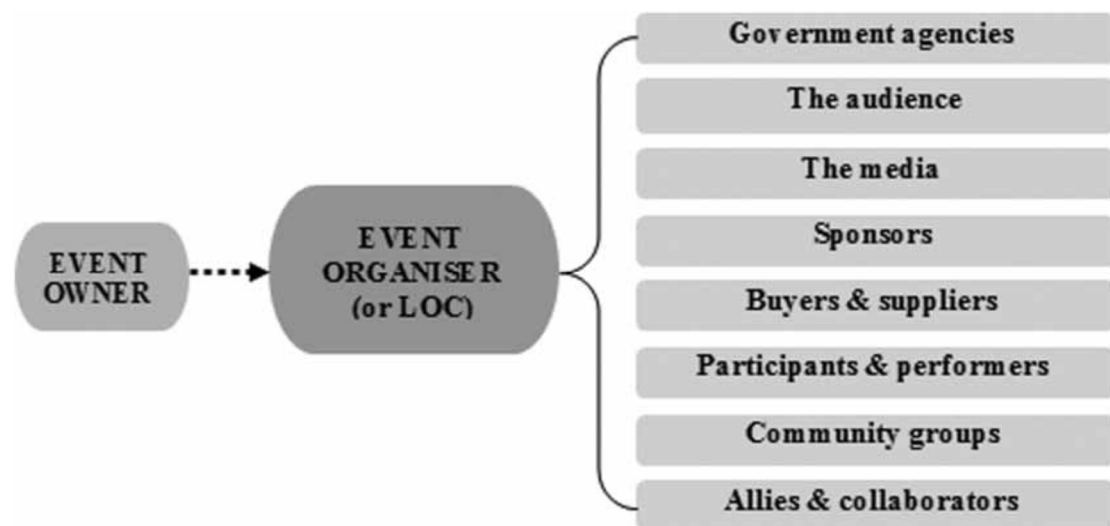 EVENT
OWNER
EVENT
ORGANISER
(or LOC)
Government agencies
The audience
The media
Sponsors
Buyers & suppliers
Participants & performers
Community groups
Allies & collaborators